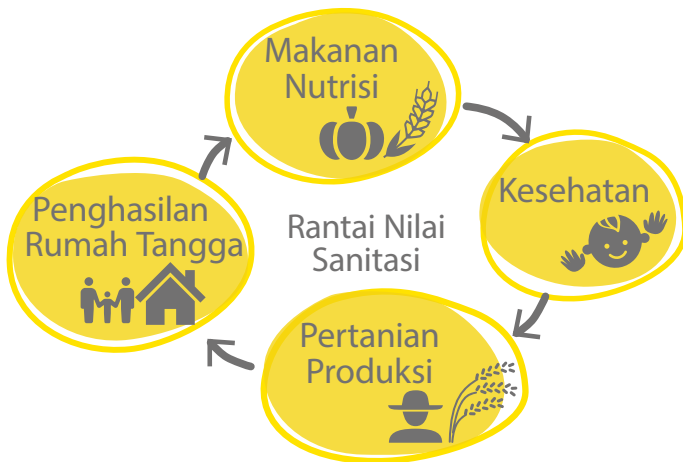 Makanan
Nutrisi
Kesehatan
Penghasilan
Rumah Tangga
Rantai Nilai
Sanitasi
Pertanian
Produksi